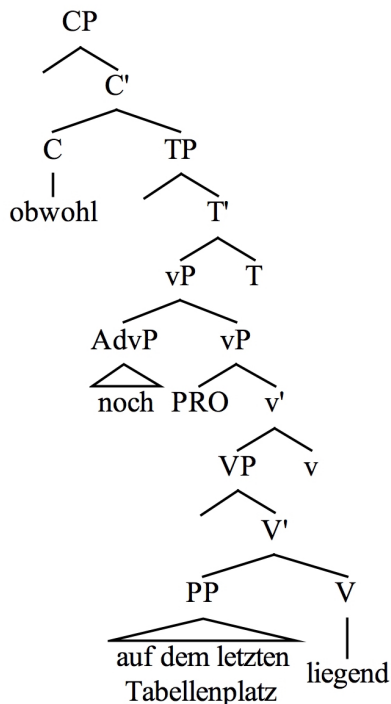 CP
C'
C TP
obwohl T'
vP T
AdvP vP
noch PRO v'
VP v
V'
PP V
auf dem letzten
Tabellenplatz liegend